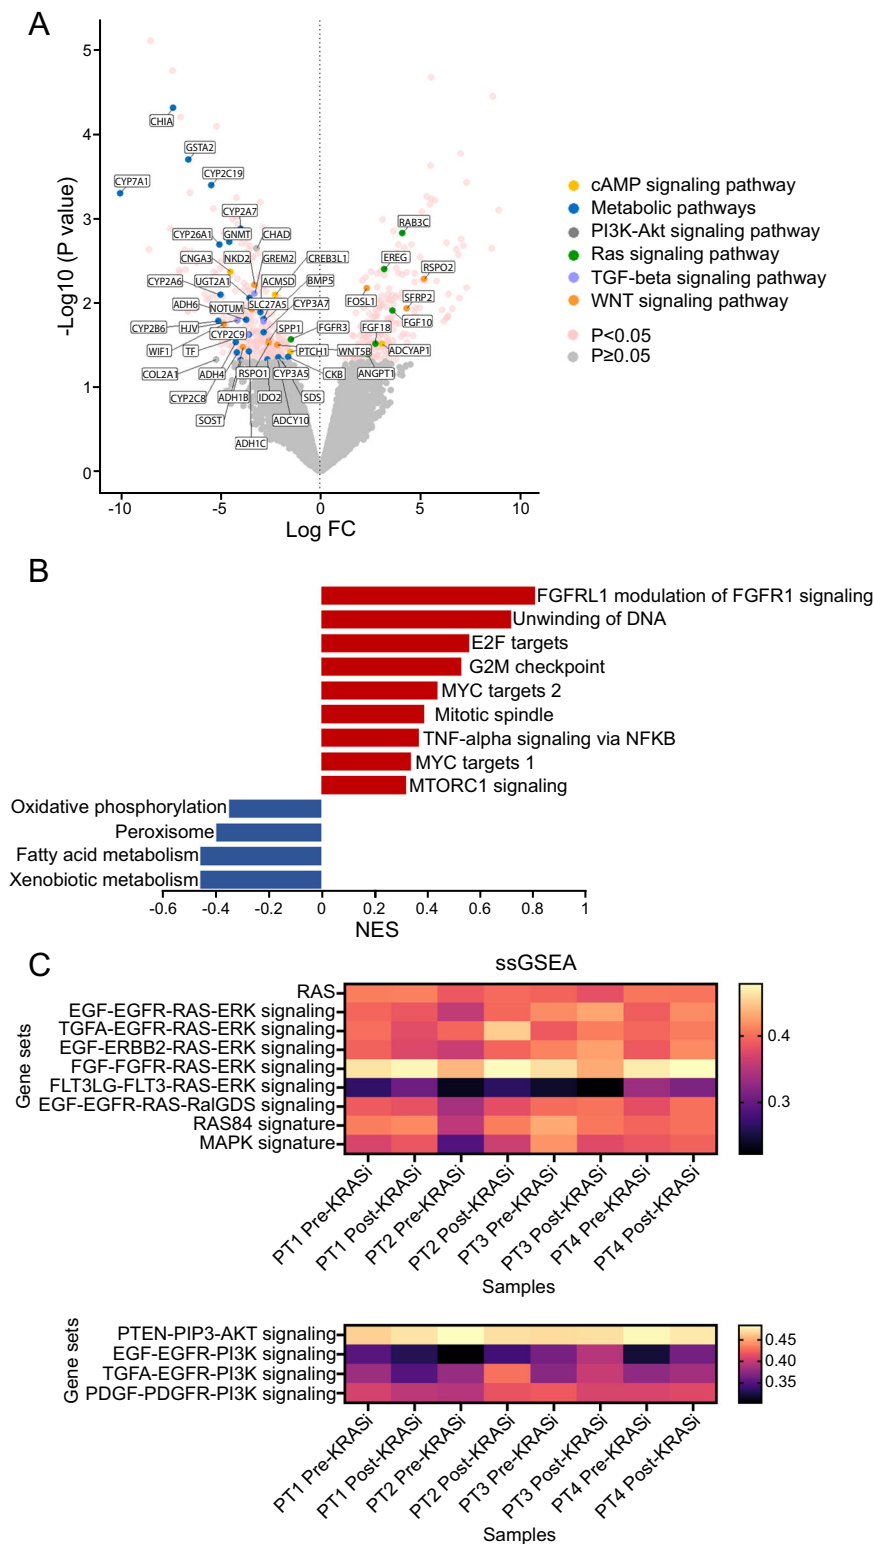 A
5
4
3
2
1
0
-Log10 (P value)
CHIA
GSTA2
CYP7A1
CYP2C19
CYP2A7
CYP26A1
GNMT
CHAD
CNGA3
NKD2
GREM2
CREB3L1
CYP2A6
UGT2A1
ACMSD
BMP5
ADH6
NOTUM
SLC27A5
CYP3A7
CYP2B6
HJV
CYP2C9
SPP1
FGFR3
WIF1
TF
PTCH1
WNT5B
COL2A1
ADH4
RSPO1
CYP3A5
CKB
ANGPT1
CYP2C8
ADH1B
IDO2
SDS
SOST
ADCY10
ADH1C
RAB3C
EREG
RSPO2
FOSL1
SFRP2
FGF18
FGF10
ADCYAP1
-10
-5
0
5
10
Log FC
cAMP signaling pathway
Metabolic pathways
PI3K-Akt signaling pathway
Ras signaling pathway
TGF-beta signaling pathway
WNT signaling pathway
P<0.05
P≥0.05
B
FGFRL1 modulation of FGFR1 signaling
Unwinding of DNA
E2F targets
G2M checkpoint
MYC targets 2
Mitotic spindle
TNF-alpha signaling via NFKB
MYC targets 1
MTORC1 signaling
Oxidative phosphorylation
Peroxisome
Fatty acid metabolism
Xenobiotic metabolism
-0.6
-0.4
-0.2
0
0.2
0.4
0.6
0.8
1
NES
C
ssGSEA
Gene sets
RAS
EGF-EGFR-RAS-ERK signaling
TGFA-EGFR-RAS-ERK signaling
EGF-ERBB2-RAS-ERK signaling
FGF-FGFR-RAS-ERK signaling
FLT3LG-FLT3-RAS-ERK signaling
EGF-EGFR-RAS-RalGDS signaling
RAS84 signature
MAPK signature
0.4
0.3
PT1 Pre-KRASi
PT1 Post-KRASi
PT2 Pre-KRASi
PT2 Post-KRASi
PT3 Pre-KRASi
PT3 Post-KRASi
PT4 Pre-KRASi
PT4 Post-KRASi
Samples
Gene sets
PTEN-PIP3-AKT signaling
EGF-EGFR-PI3K signaling
TGFA-EGFR-PI3K signaling
PDGF-PDGFR-PI3K signaling
0.45
0.40
0.35
PT1 Pre-KRASi
PT1 Post-KRASi
PT2 Pre-KRASi
PT2 Post-KRASi
PT3 Pre-KRASi
PT3 Post-KRASi
PT4 Pre-KRASi
PT4 Post-KRASi
Samples